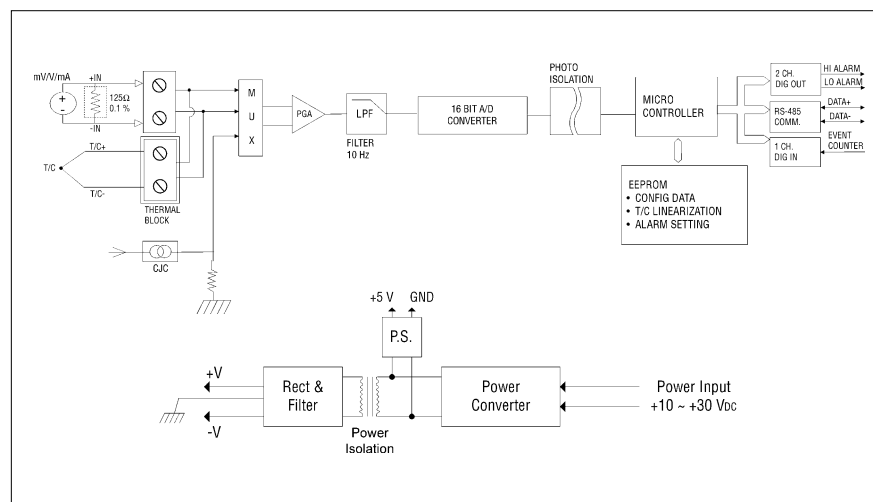 mV/V/mA
+IN
125Ω
0.1 %
-IN
T/C+
T/C
T/C-
THERMAL
BLOCK
CJC
M
U
X
PGA
LPF
FILTER
10 Hz
16 BIT A/D
CONVERTER
PHOTO
ISOLATION
MICRO
CONTROLLER
2 CH.
DIG OUT
HI ALARM
LO ALARM
RS-485
COMM.
DATA+
DATA-
1 CH.
DIG IN
EVENT
COUNTER
EEPROM
• CONFIG DATA
• T/C LINEARIZATION
• ALARM SETTING
+5 V GND
P.S.
+V
-V
Rect &
Filter
Power
Isolation
Power
Converter
Power Input
+10 ~ +30 VDC